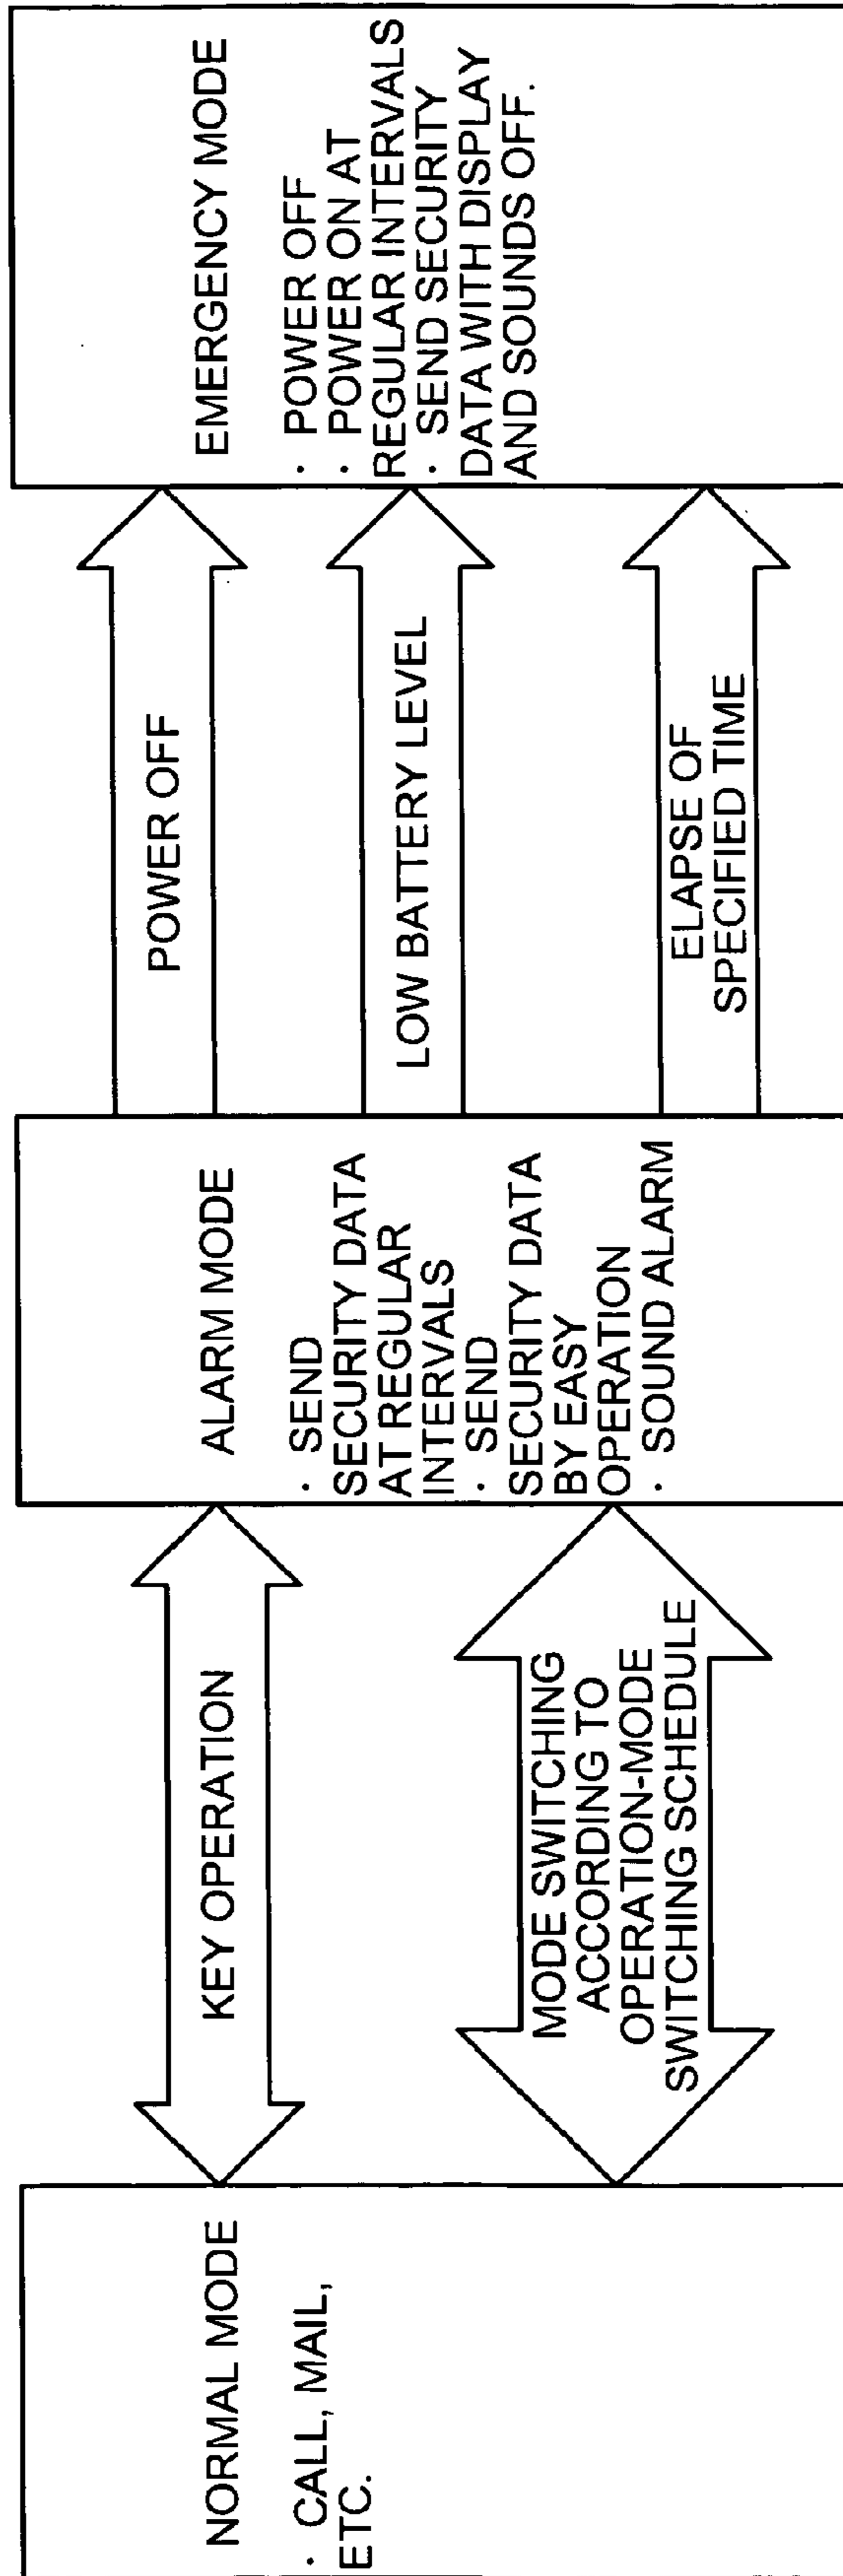 NORMAL MODE
· CALL, MAIL,
ETC.
KEY OPERATION
MODE SWITCHING
ACCORDING TO
OPERATION-MODE
SWITCHING SCHEDULE
ALARM MODE
· SEND
SECURITY DATA
AT REGULAR
INTERVALS
· SEND
SECURITY DATA
BY EASY
OPERATION
· SOUND ALARM
POWER OFF
LOW BATTERY LEVEL
ELAPSE OF
SPECIFIED TIME
EMERGENCY MODE
· POWER OFF
· POWER ON AT
REGULAR INTERVALS
· SEND SECURITY
DATA WITH DISPLAY
AND SOUNDS OFF.